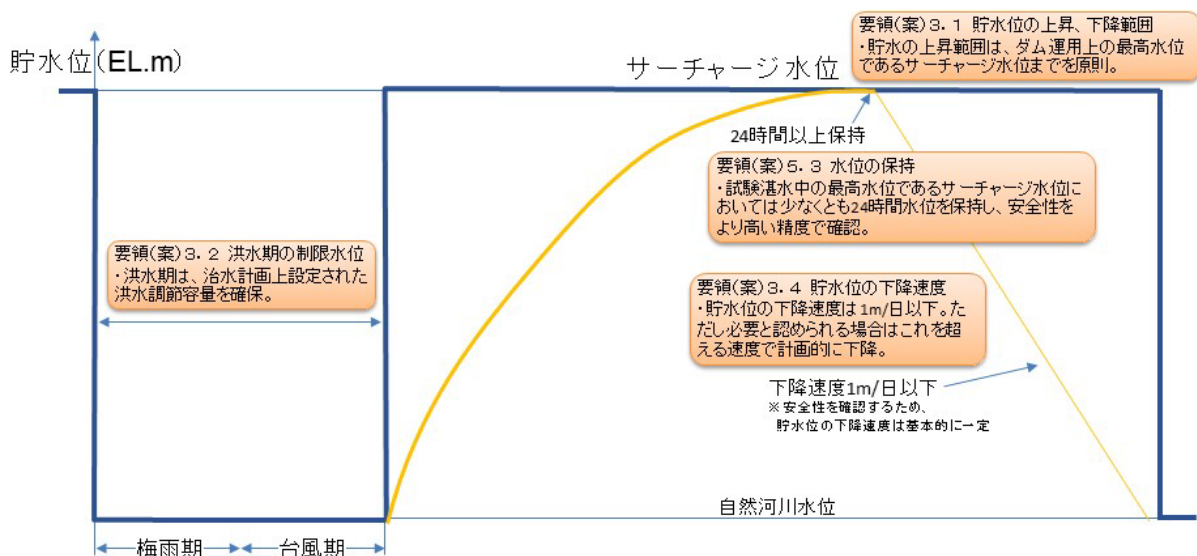 貯水位(EL.m)
サーチャージ水位
要領(案)3.1 貯水位の上昇、下降範囲
・貯水の上昇範囲は、ダム運用上の最高水位
であるサーチャージ水位までを原則。
24時間以上保持
要領(案)5.3 水位の保持
・試験湛水中の最高水位であるサーチャージ水位に
おいては少なくとも24時間水位を保持し、安全性を
より高い精度で確認。
要領(案)3.2 洪水期の制限水位
・洪水期は、治水計画上設定された
洪水調節容量を確保。
要領(案)3.4 貯水位の下降速度
・貯水位の下降速度は1m/日以下。た
だし必要と認められる場合はこれを超
える速度で計画的に下降。
下降速度1m/日以下
※安全性を確認するため、
貯水位の下降速度は基本的に一定
自然河川水位
梅雨期
台風期